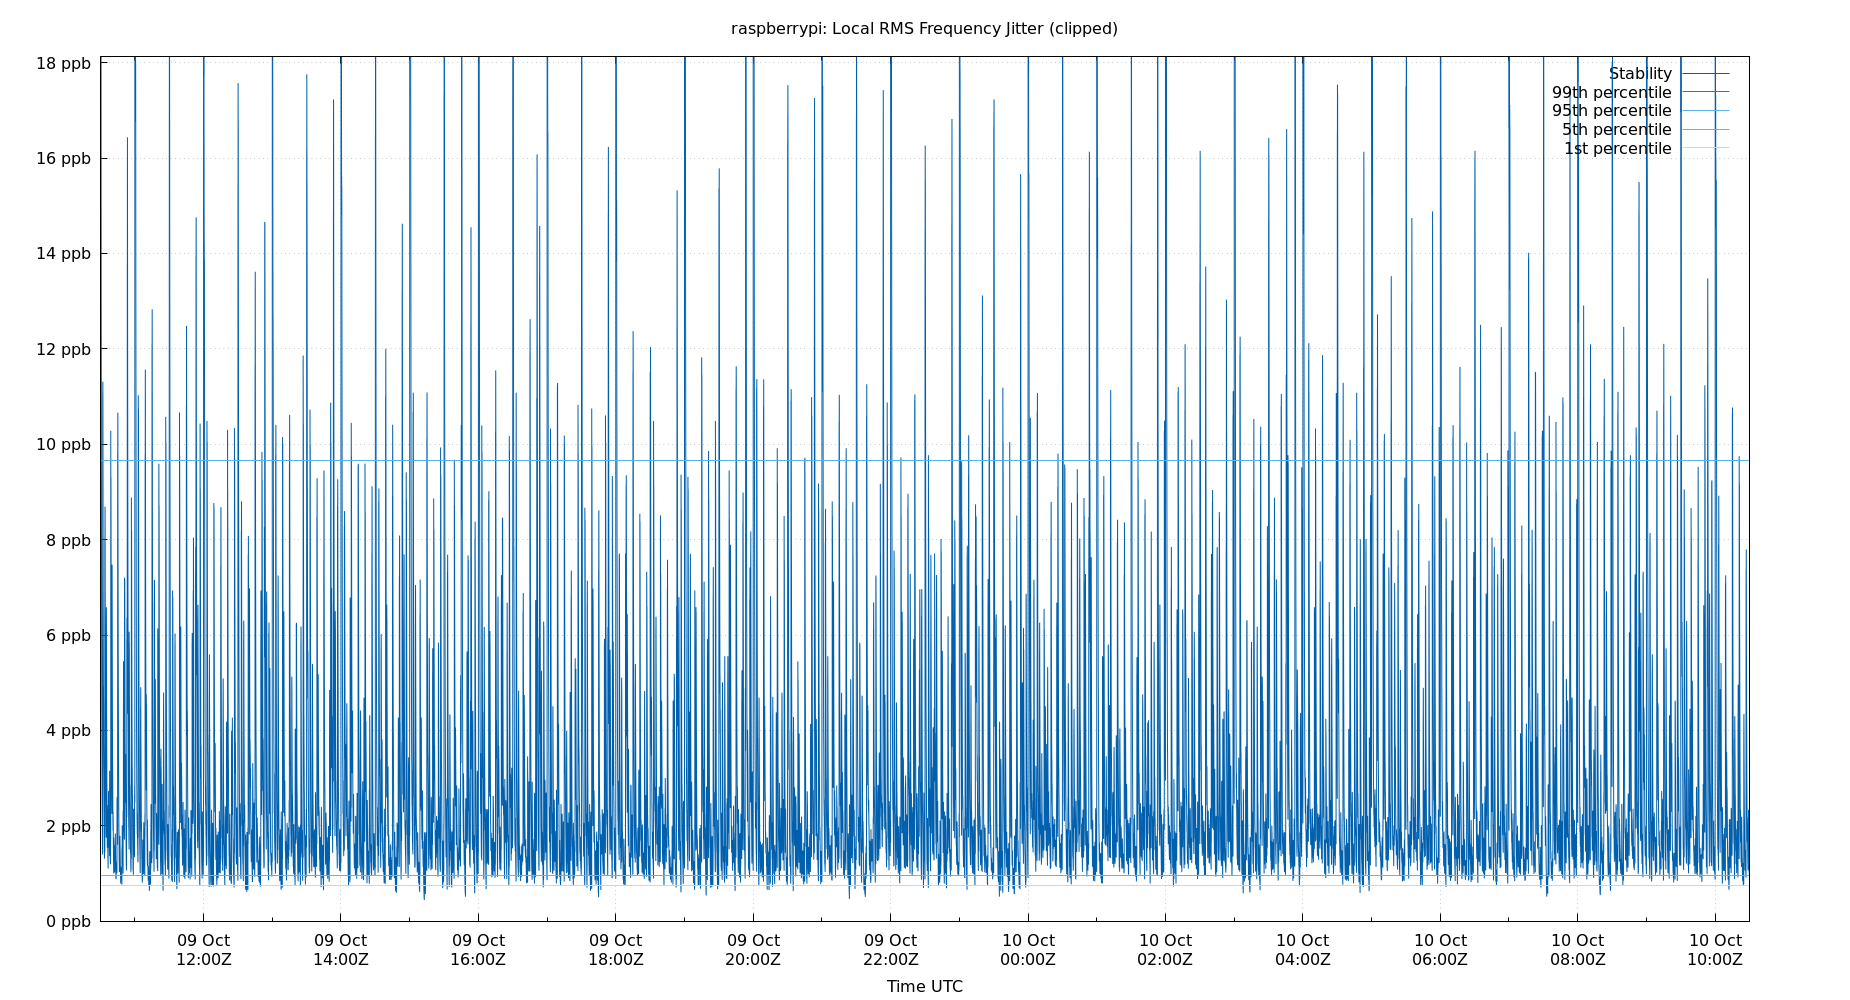 raspberrypi: Local RMS Frequency Jitter (clipped)
18 ppb
16 ppb
14 ppb
12 ppb
10 ppb
8 ppb
6 ppb
4 ppb
2 ppb
0 ppb
Stability
99th percentile
95th percentile
5th percentile
1st percentile
09 Oct 09 Oct 09 Oct 09 Oct 09 Oct 09 Oct 10 Oct 10 Oct 10 Oct 10 Oct 10 Oct 10 Oct
12:00Z 14:00Z 16:00Z 18:00Z 20:00Z 22:00Z 00:00Z 02:00Z 04:00Z 06:00Z 08:00Z 10:00Z
Time UTC